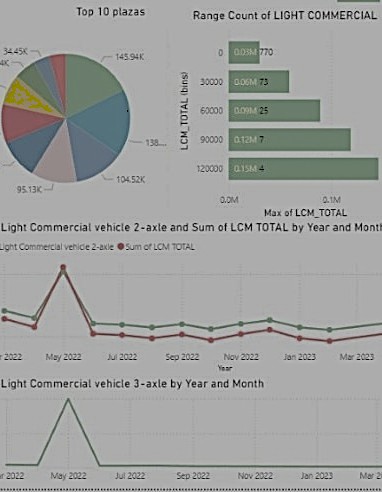 Top 10 plazas
34.45K
4K
145.94K
138...
104.52K
95.13K
Range Count of LIGHT COMMERCIAL
LCM_TOTAL (bins)
0 0.03M 770
30000 0.06M 73
60000 0.09M 25
90000 0.12M 7
120000 0.15M 4
0.0M 0.1M
Max of LCM_TOTAL
Light Commercial vehicle 2-axle and Sum of LCM TOTAL by Year and Month
Light Commercial vehicle 2-axle Sum of LCM TOTAL
r 2022 May 2022 Jul 2022 Sep 2022 Nov 2022 Jan 2023 Mar 2023
Year
Light Commercial vehicle 3-axle by Year and Month
ar 2022 May 2022 Jul 2022 Sep 2022 Nov 2022 Jan 2023 Mar 2